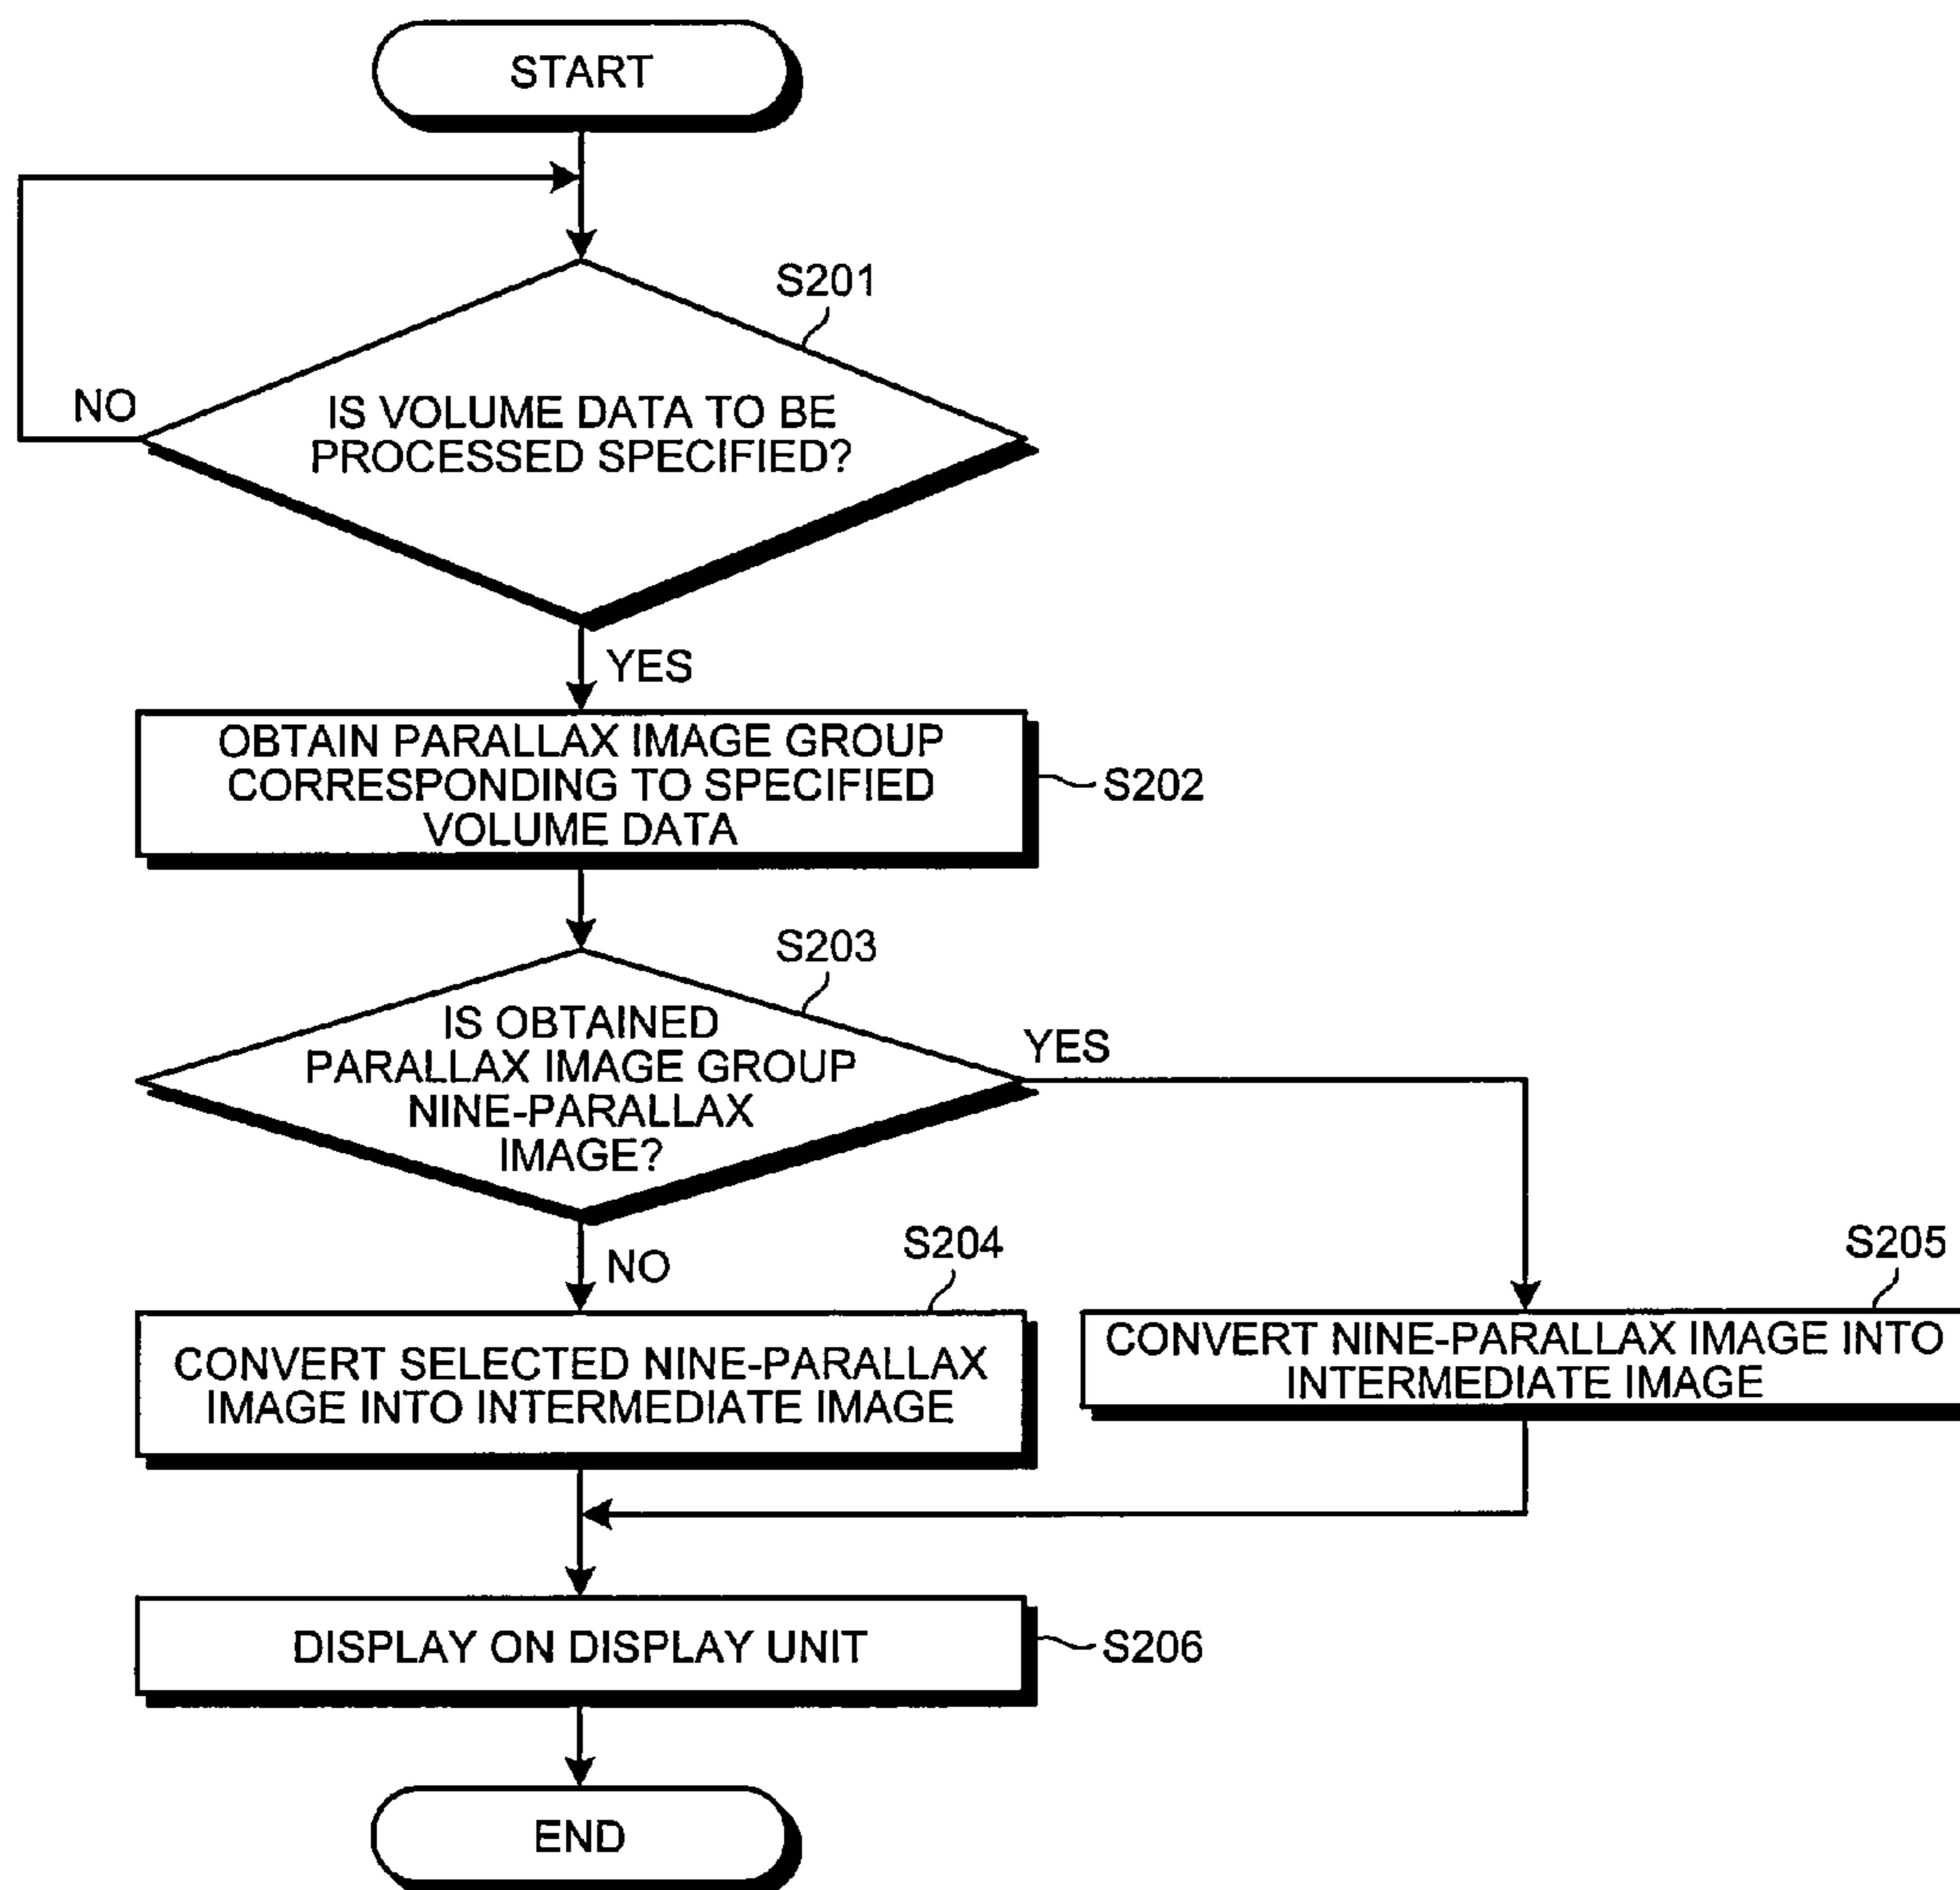 START
S201
NO
IS VOLUME DATA TO BE
PROCESSED SPECIFIED?
YES
OBTAIN PARALLAX IMAGE GROUP
CORRESPONDING TO SPECIFIED
VOLUME DATA
S202
S203
IS OBTAINED
PARALLAX IMAGE GROUP
NINE-PARALLAX
IMAGE?
YES
NO
S204
CONVERT SELECTED NINE-PARALLAX
IMAGE INTO INTERMEDIATE IMAGE
S205
CONVERT NINE-PARALLAX IMAGE INTO
INTERMEDIATE IMAGE
DISPLAY ON DISPLAY UNIT
S206
END